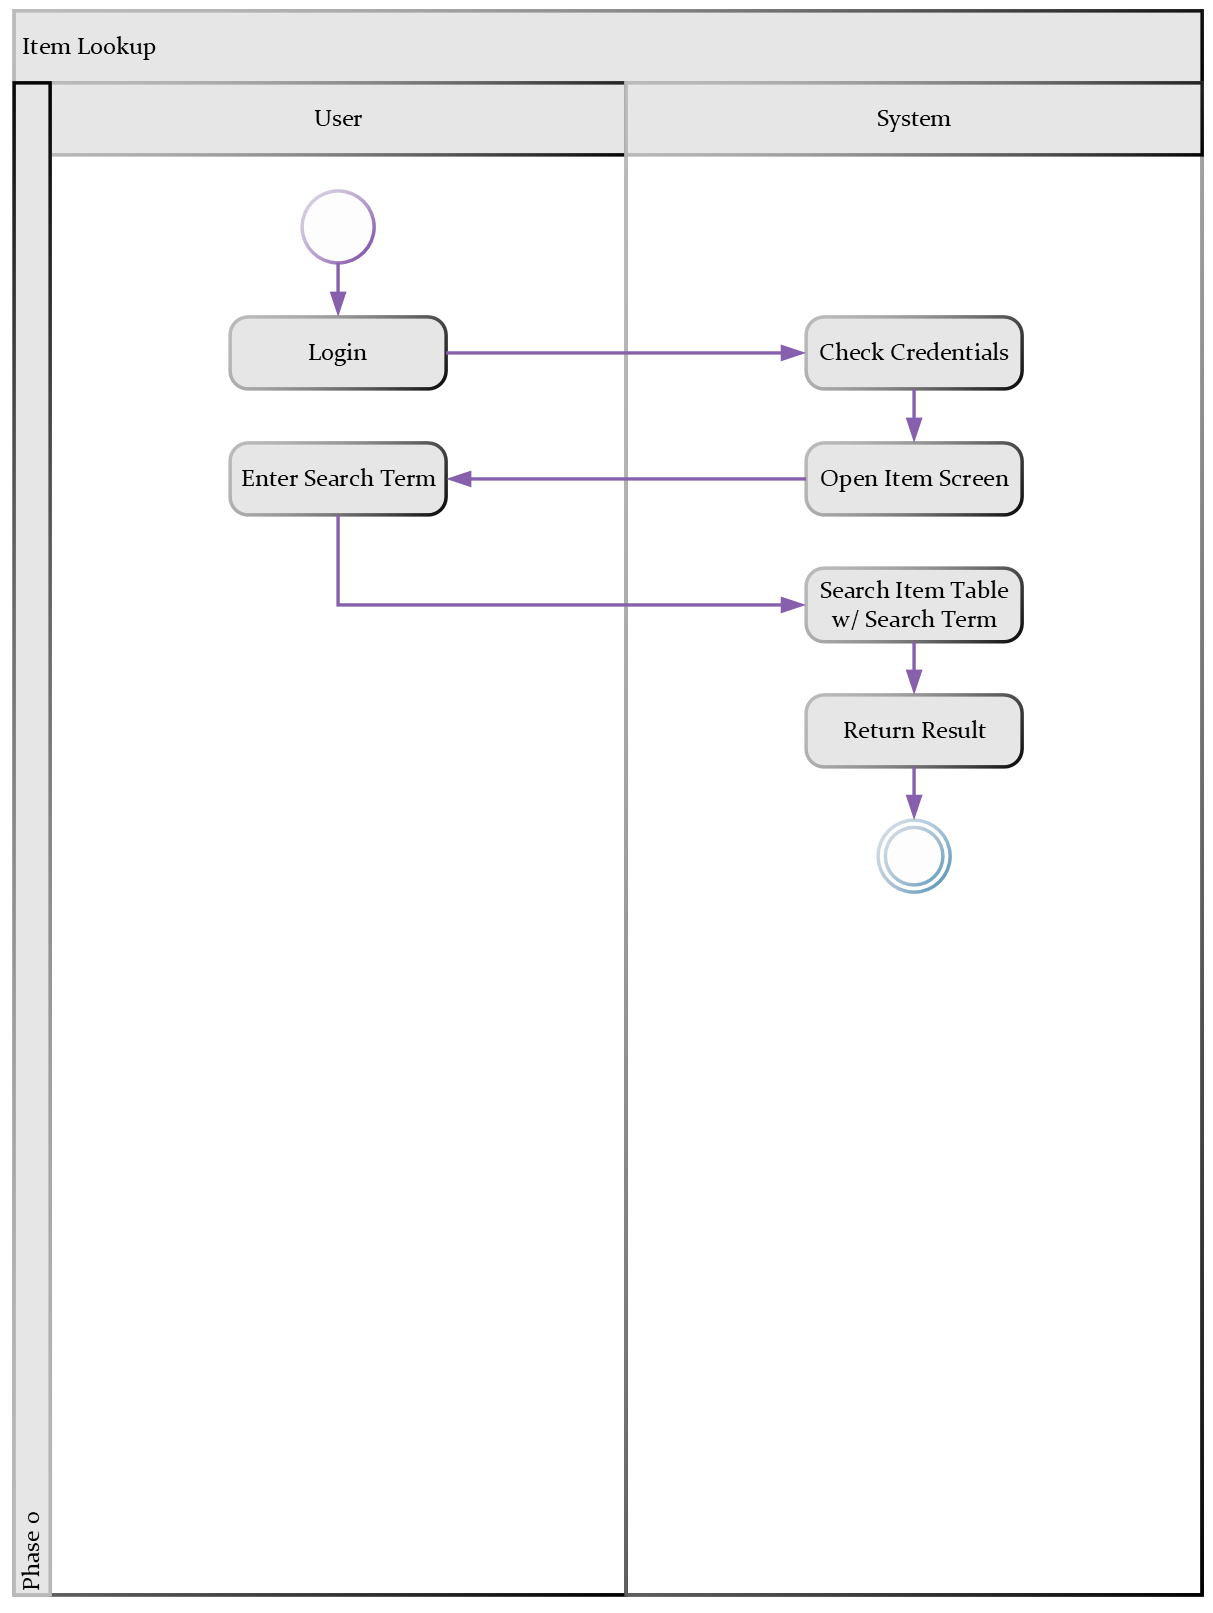 Item Lookup
User
System
Login
Check Credentials
Enter Search Term
Open Item Screen
Search Item Table
w/ Search Term
Return Result
Phase 0